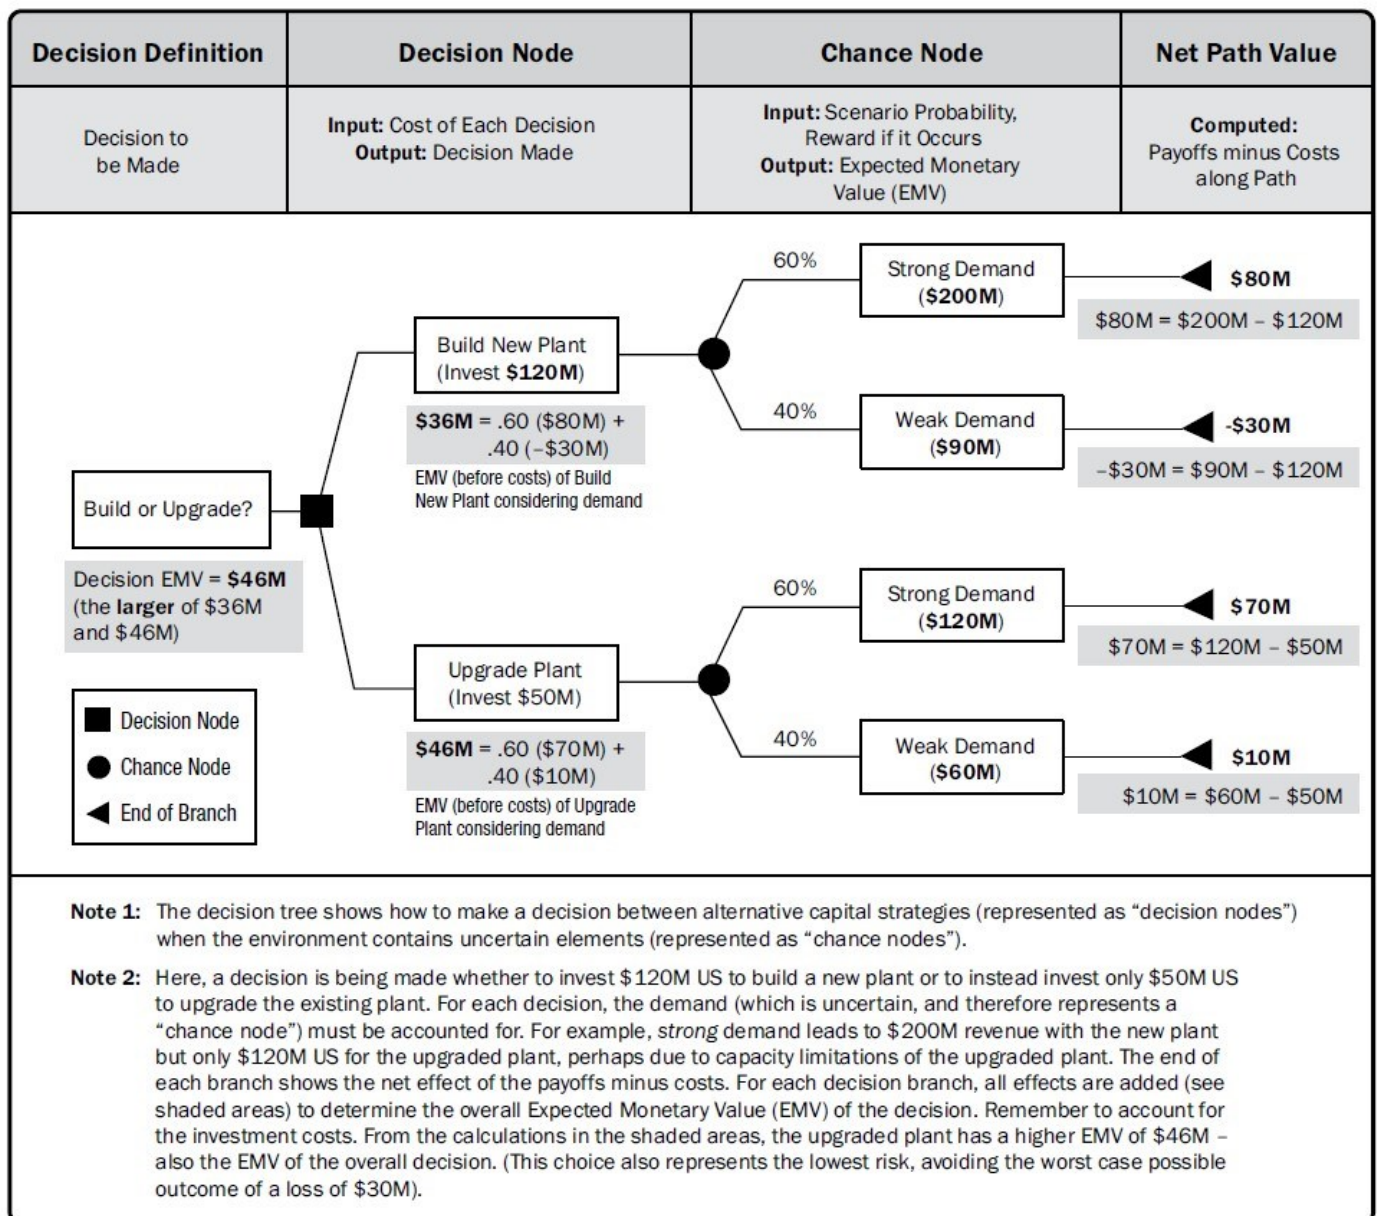 Decision Definition
Decision Node
Chance Node
Net Path Value
Decision to
be Made
Input: Cost of Each Decision
Output: Decision Made
Input: Scenario Probability,
Reward if it Occurs
Output: Expected Monetary
Value (EMV)
Computed:
Payoffs minus Costs
along Path
Build or Upgrade?
Decision EMV = $46M
(the larger of $36M
and $46M)
Decision Node
Chance Node
End of Branch
Build New Plant
(Invest $120M)
$36M = .60 ($80M) +
.40 (–$30M)
EMV (before costs) of Build
New Plant considering demand
60%
Strong Demand
($200M)
$80M
$80M = $200M – $120M
40%
Weak Demand
($90M)
-$30M
–$30M = $90M – $120M
Upgrade Plant
(Invest $50M)
$46M = .60 ($70M) +
.40 ($10M)
EMV (before costs) of Upgrade
Plant considering demand
60%
Strong Demand
($120M)
$70M
$70M = $120M – $50M
40%
Weak Demand
($60M)
$10M
$10M = $60M – $50M
Note 1: The decision tree shows how to make a decision between alternative capital strategies (represented as “decision nodes”)
when the environment contains uncertain elements (represented as “chance nodes”).
Note 2: Here, a decision is being made whether to invest $120M US to build a new plant or to instead invest only $50M US
to upgrade the existing plant. For each decision, the demand (which is uncertain, and therefore represents a
“chance node”) must be accounted for. For example, strong demand leads to $200M revenue with the new plant
but only $120M US for the upgraded plant, perhaps due to capacity limitations of the upgraded plant. The end of
each branch shows the net effect of the payoffs minus costs. For each decision branch, all effects are added (see
shaded areas) to determine the overall Expected Monetary Value (EMV) of the decision. Remember to account for
the investment costs. From the calculations in the shaded areas, the upgraded plant has a higher EMV of $46M –
also the EMV of the overall decision. (This choice also represents the lowest risk, avoiding the worst case possible
outcome of a loss of $30M).